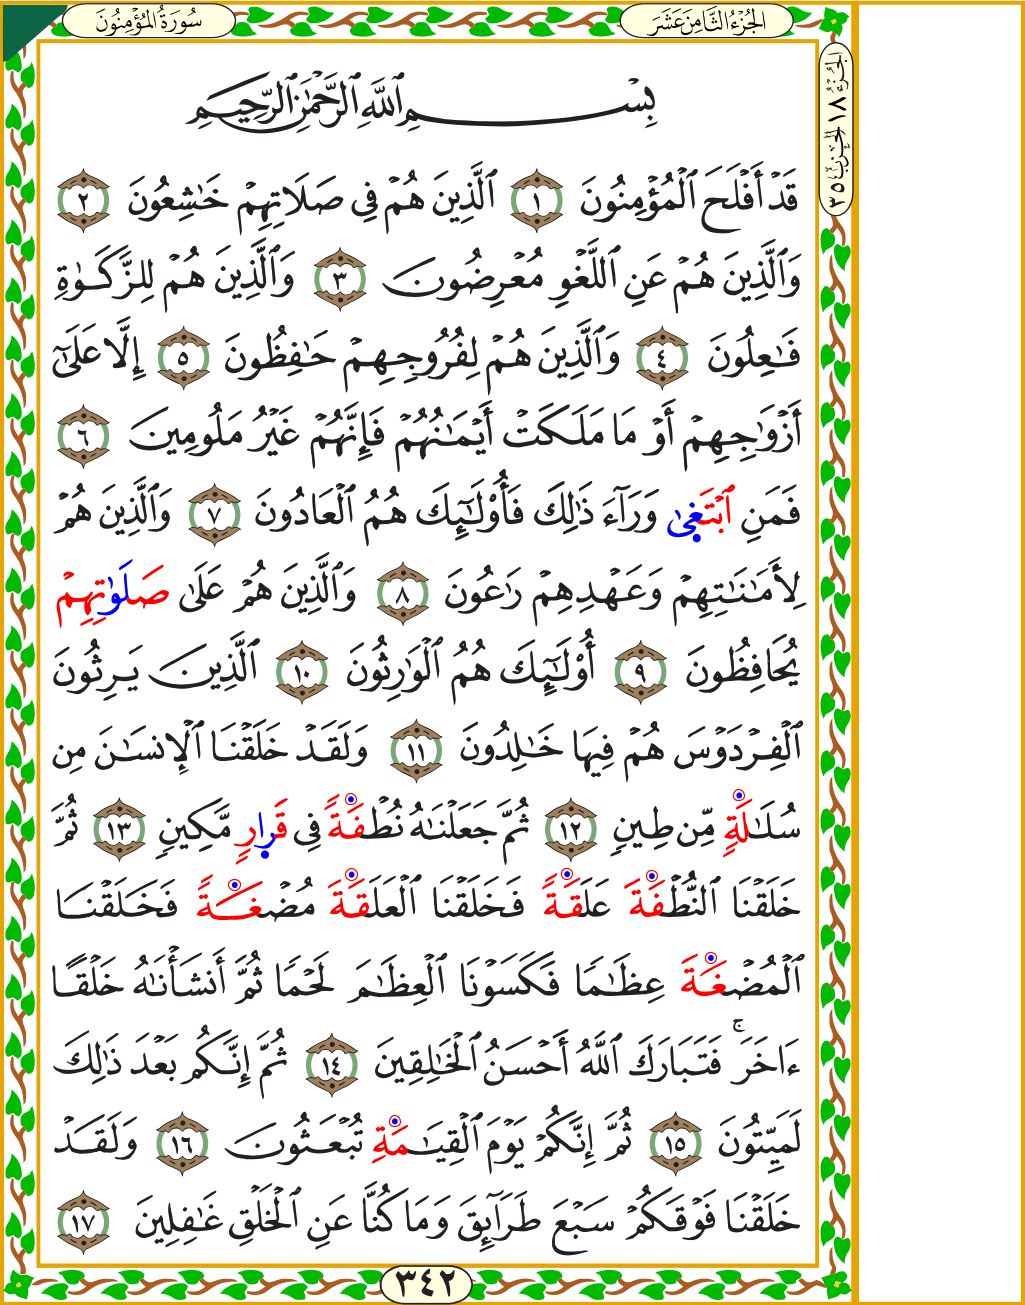 سُورَةُ المُؤْمِنُونَ
الجُزْءُ الثَّامِنَ عَشَرَ
الجُزْءُ ١٨ الحِزْبُ ٣٥
بِسْمِ ٱللَّهِ ٱلرَّحْمَٰنِ ٱلرَّحِيمِ
قَدْ أَفْلَحَ ٱلْمُؤْمِنُونَ ١ ٱلَّذِينَ هُمْ فِي صَلَاتِهِمْ خَٰشِعُونَ ٢
وَٱلَّذِينَ هُمْ عَنِ ٱللَّغْوِ مُعْرِضُونَ ٣ وَٱلَّذِينَ هُمْ لِلزَّكَوٰةِ
فَٰعِلُونَ ٤ وَٱلَّذِينَ هُمْ لِفُرُوجِهِمْ حَٰفِظُونَ ٥ إِلَّا عَلَىٰٓ
أَزْوَٰجِهِمْ أَوْ مَا مَلَكَتْ أَيْمَٰنُهُمْ فَإِنَّهُمْ غَيْرُ مَلُومِينَ ٦
فَمَنِ ٱبْتَغَىٰ وَرَآءَ ذَٰلِكَ فَأُو۟لَٰٓئِكَ هُمُ ٱلْعَادُونَ ٧ وَٱلَّذِينَ هُمْ
لِأَمَٰنَٰتِهِمْ وَعَهْدِهِمْ رَٰعُونَ ٨ وَٱلَّذِينَ هُمْ عَلَىٰ صَلَوَٰتِهِمْ
يُحَافِظُونَ ٩ أُو۟لَٰٓئِكَ هُمُ ٱلْوَٰرِثُونَ ١٠ ٱلَّذِينَ يَرِثُونَ
ٱلْفِرْدَوْسَ هُمْ فِيهَا خَٰلِدُونَ ١١ وَلَقَدْ خَلَقْنَا ٱلْإِنسَٰنَ مِن
سُلَٰلَةٍ مِّن طِينٍ ١٢ ثُمَّ جَعَلْنَٰهُ نُطْفَةً فِي قَرَارٍ مَّكِينٍ ١٣ ثُمَّ
خَلَقْنَا ٱلنُّطْفَةَ عَلَقَةً فَخَلَقْنَا ٱلْعَلَقَةَ مُضْغَةً فَخَلَقْنَا
ٱلْمُضْغَةَ عِظَٰمًا فَكَسَوْنَا ٱلْعِظَٰمَ لَحْمًا ثُمَّ أَنشَأْنَٰهُ خَلْقًا
ءَاخَرَ ۚ فَتَبَارَكَ ٱللَّهُ أَحْسَنُ ٱلْخَٰلِقِينَ ١٤ ثُمَّ إِنَّكُم بَعْدَ ذَٰلِكَ
لَمَيِّتُونَ ١٥ ثُمَّ إِنَّكُمْ يَوْمَ ٱلْقِيَٰمَةِ تُبْعَثُونَ ١٦ وَلَقَدْ
خَلَقْنَا فَوْقَكُمْ سَبْعَ طَرَآئِقَ وَمَا كُنَّا عَنِ ٱلْخَلْقِ غَٰفِلِينَ ١٧
٣٤٢